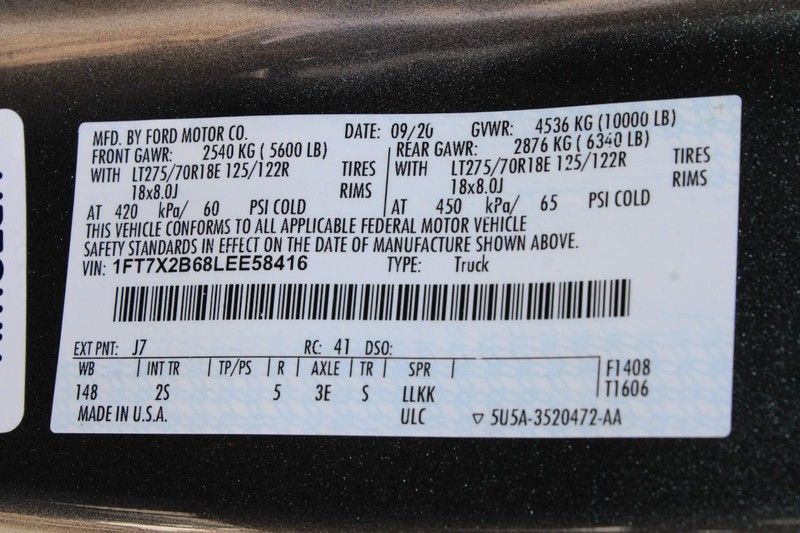 MFD. BY FORD MOTOR CO. DATE: 09/20 GVWR: 4536 KG (10000 LB)
FRONT GAWR: 2540 KG ( 5600 LB) REAR GAWR: 2876 KG ( 6340 LB)
WITH LT275/70R18E 125/122R TIRES WITH LT275/70R18E 125/122R TIRES
18x8.0J RIMS 18x8.0J RIMS
AT 420 kPa/ 60 PSI COLD AT 450 kPa/ 65 PSI COLD
THIS VEHICLE CONFORMS TO ALL APPLICABLE FEDERAL MOTOR VEHICLE
SAFETY STANDARDS IN EFFECT ON THE DATE OF MANUFACTURE SHOWN ABOVE.
VIN: 1FT7X2B68LEE58416 TYPE: Truck
EXT PNT: J7 RC: 41 DSO:
WB INT TR TP/PS R AXLE TR SPR F1408
148 2S 5 3E S LLKK T1606
MADE IN U.S.A. ULC ▽ 5U5A-3520472-AA